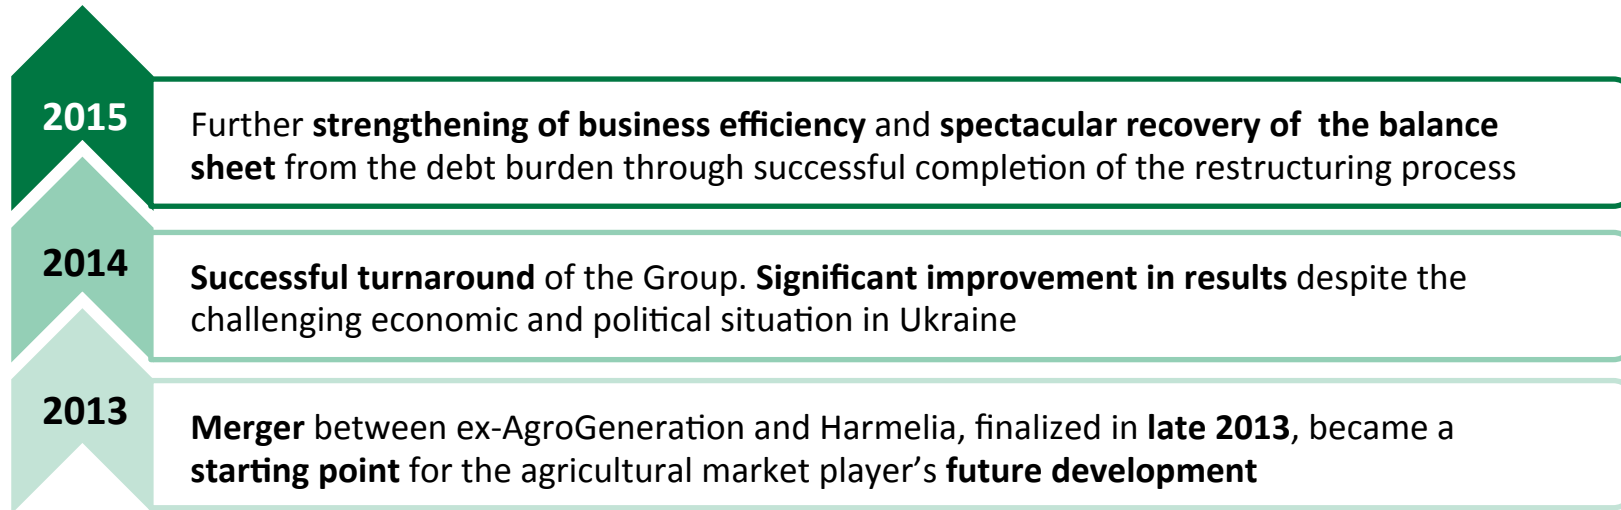 2015
Further strengthening of business efficiency and spectacular recovery of the balance
sheet from the debt burden through successful completion of the restructuring process
2014
Successful turnaround of the Group. Significant improvement in results despite the
challenging economic and political situation in Ukraine
2013
Merger between ex-AgroGeneration and Harmelia, finalized in late 2013, became a
starting point for the agricultural market player’s future development